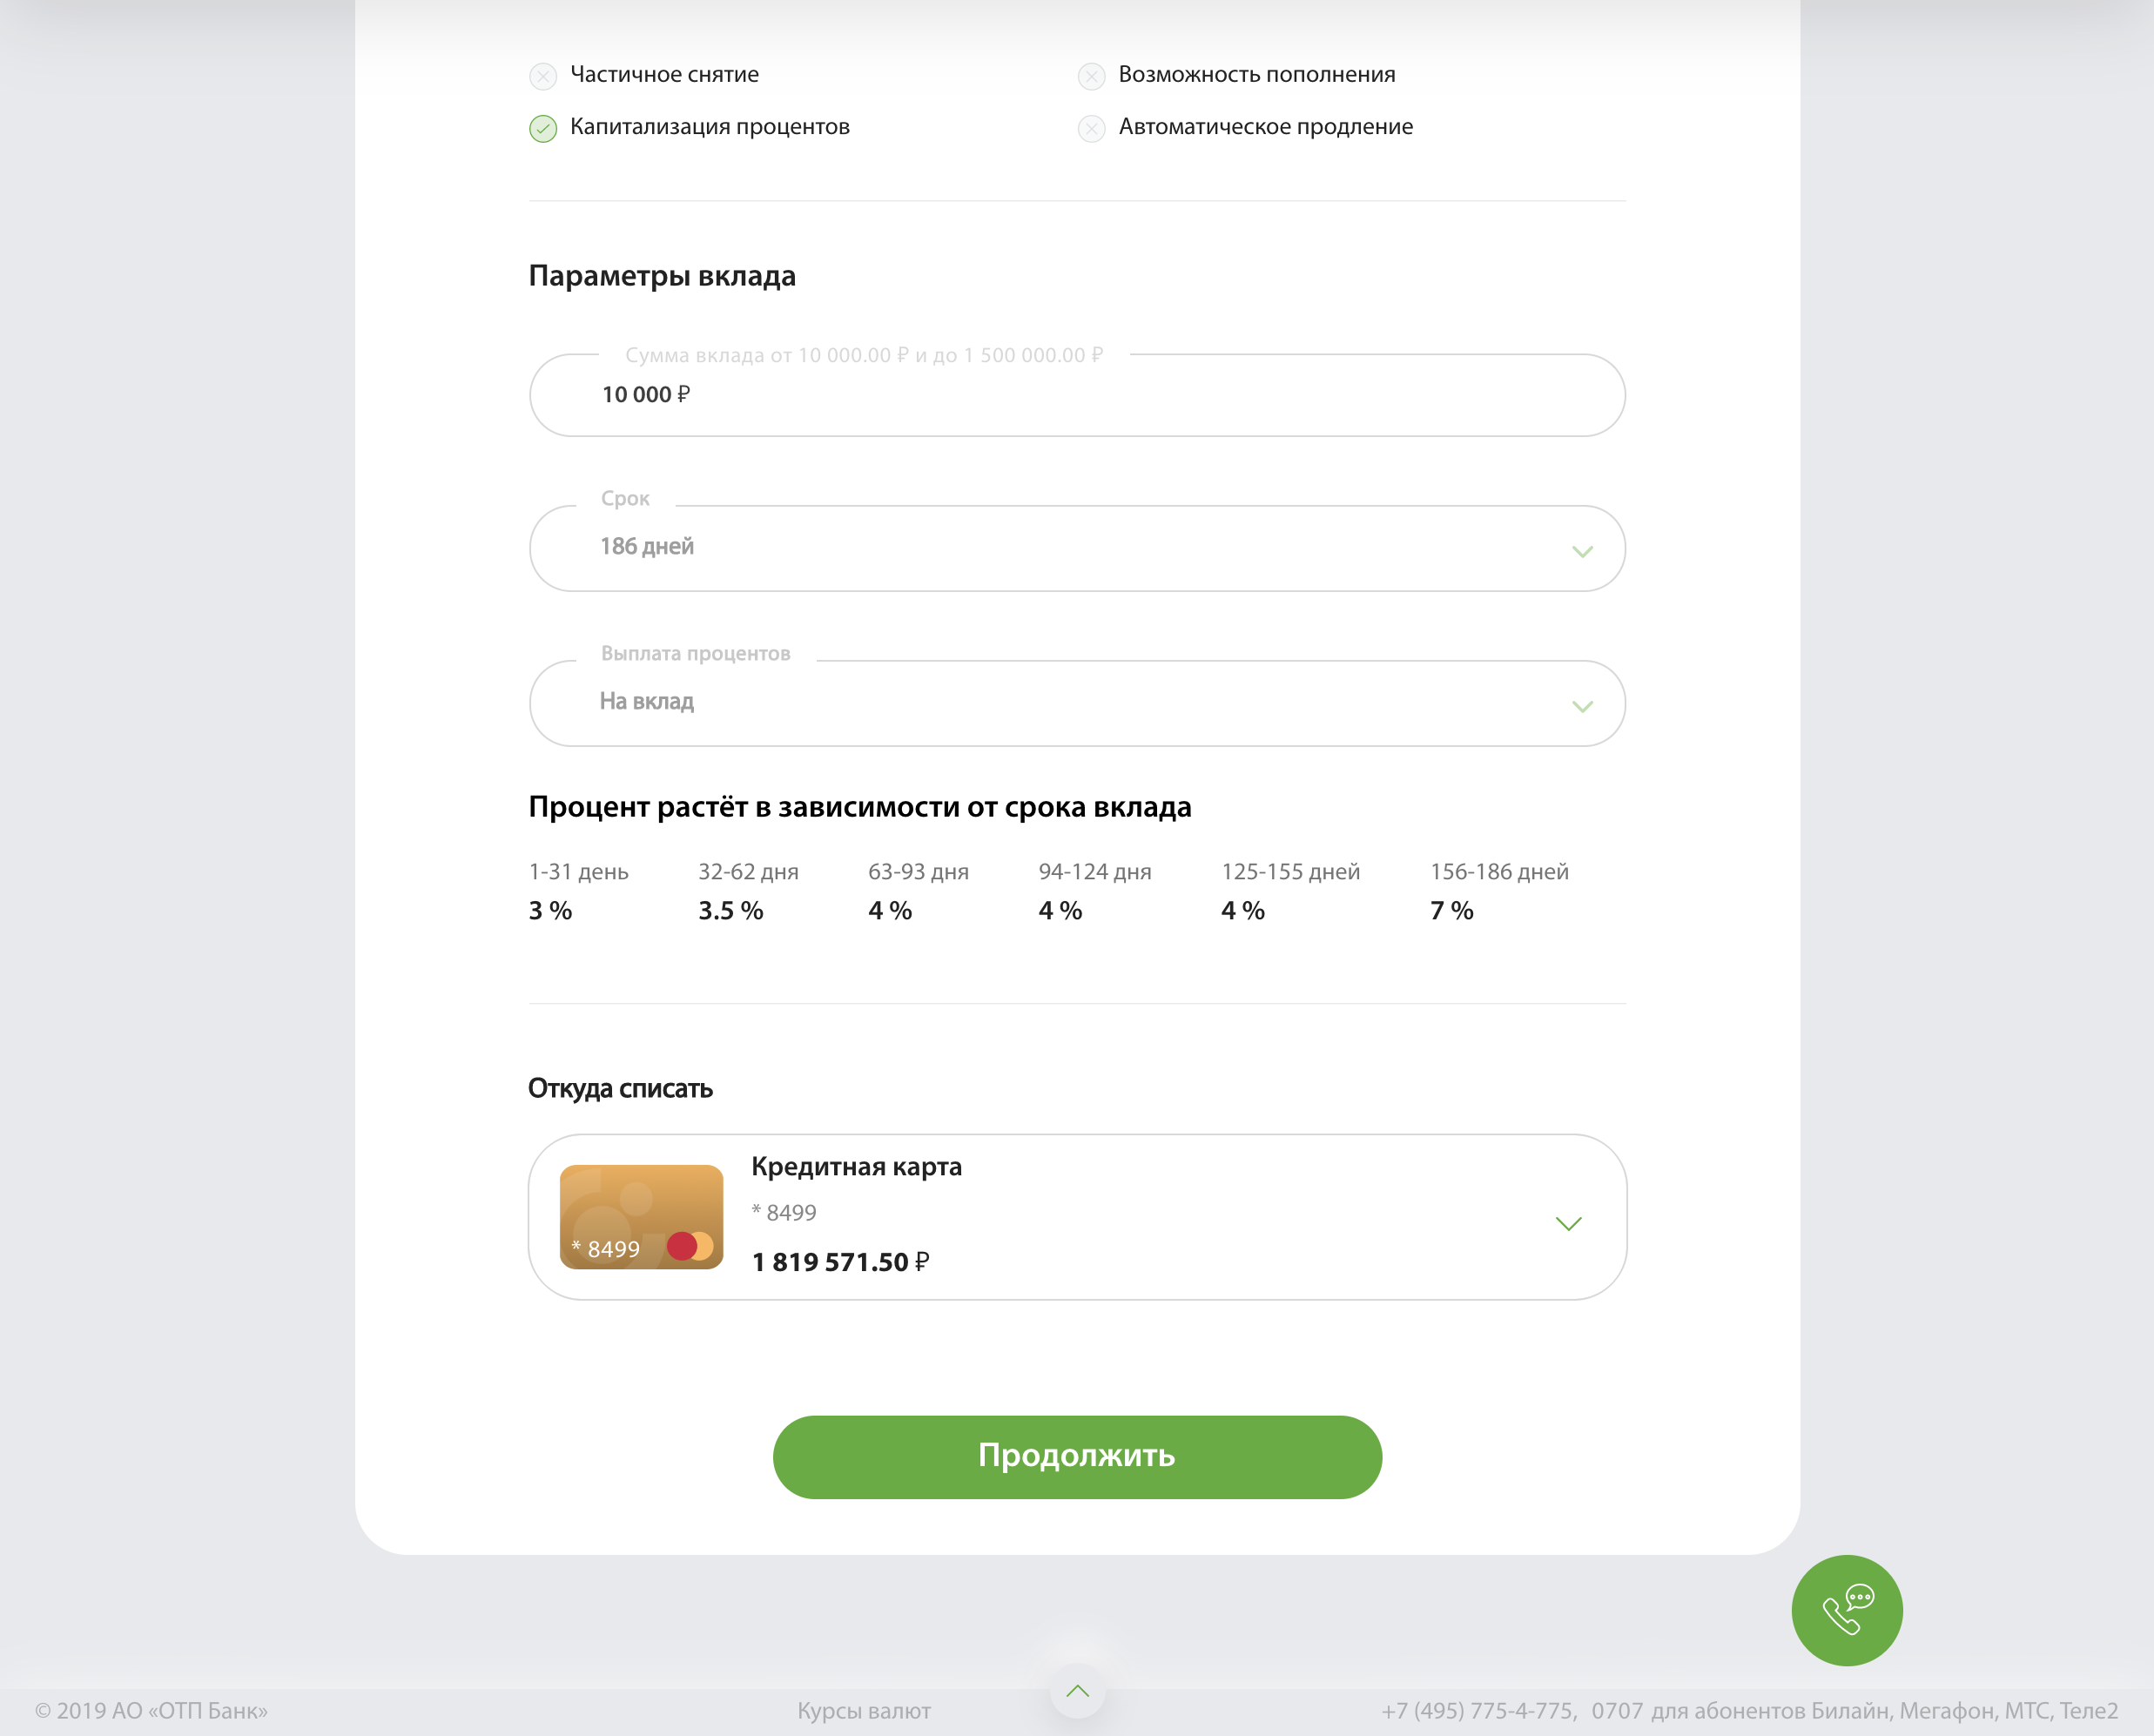 Частичное снятие
Возможность пополнения
Капитализация процентов
Автоматическое продление
Параметры вклада
Сумма вклада от 10 000.00 ₽ и до 1 500 000.00 ₽
10 000 ₽
Срок
186 дней
Выплата процентов
На вклад
Процент растёт в зависимости от срока вклада
1-31 день 32-62 дня 63-93 дня 94-124 дня 125-155 дней 156-186 дней
3 % 3.5 % 4 % 4 % 4 % 7 %
Откуда списать
Кредитная карта
* 8499
* 8499
1 819 571.50 ₽
Продолжить
© 2019 АО «ОТП Банк» Курсы валют +7 (495) 775-4-775, 0707 для абонентов Билайн, Мегафон, МТС, Теле2